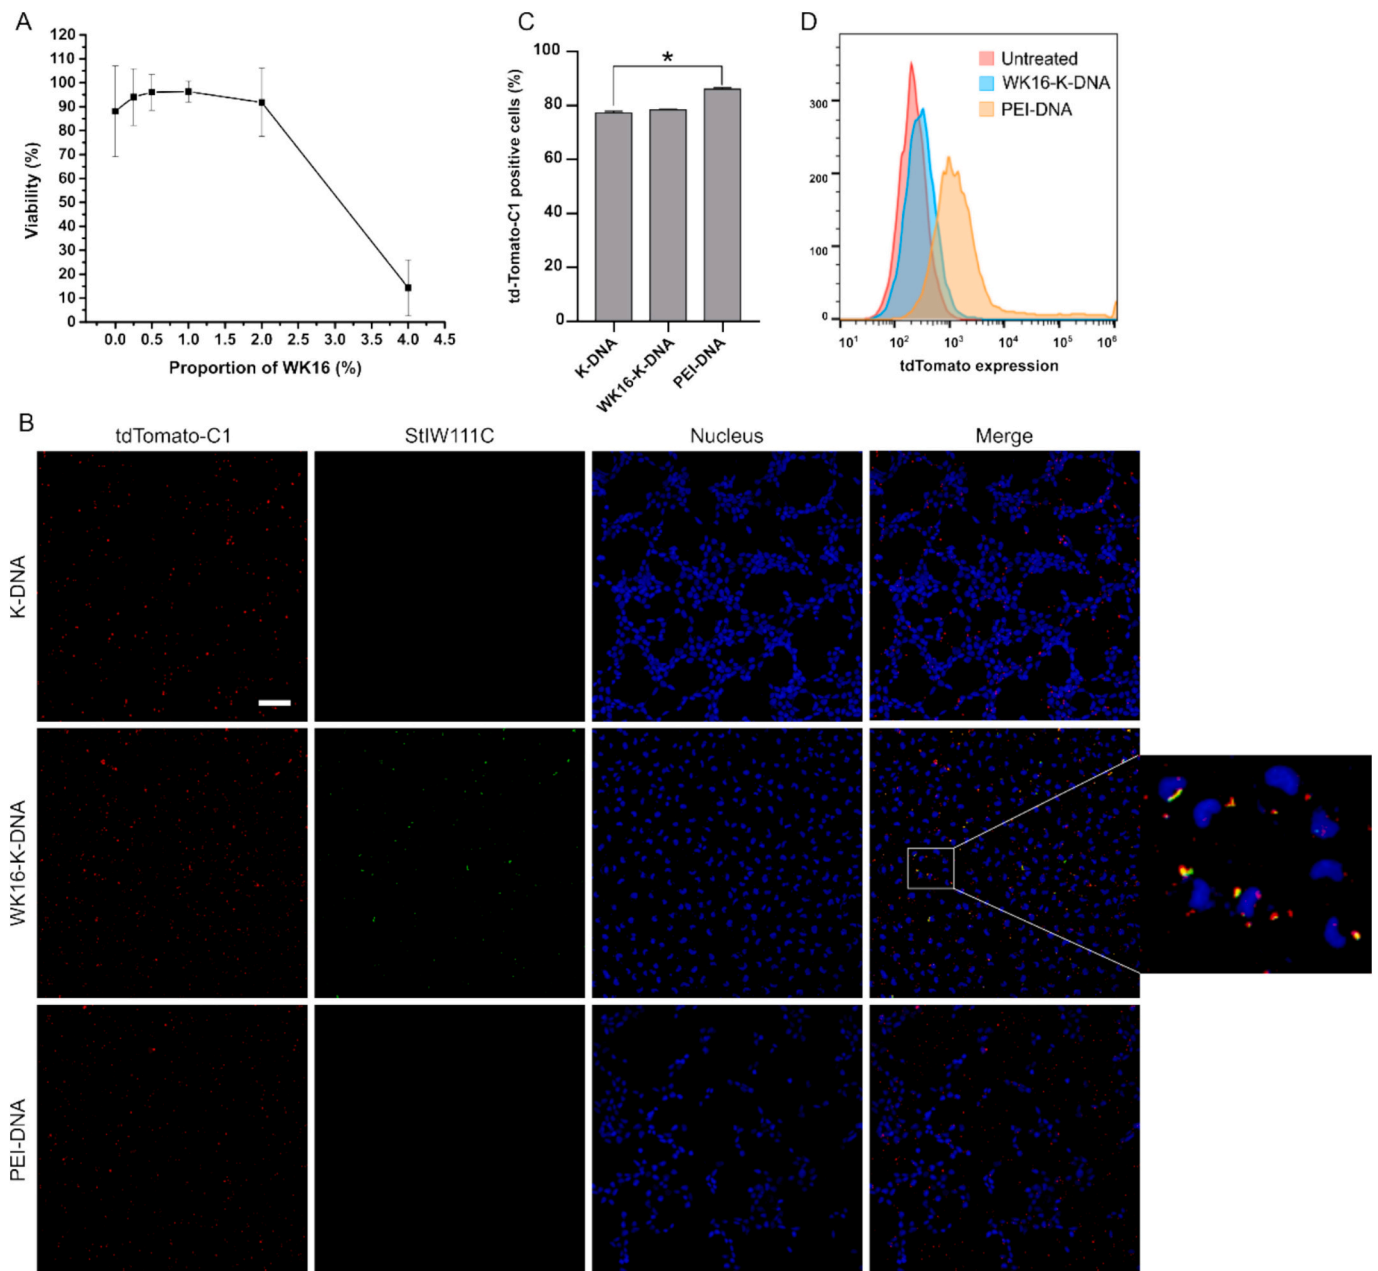 A
120
110
100
90
80
70
60
50
40
30
20
10
0
Viability (%)
0.0 0.5 1.0 1.5 2.0 2.5 3.0 3.5 4.0 4.5
Proportion of WK16 (%)
C
100
80
60
40
20
0
td-Tomato-C1 positive cells (%)
*
K-DNA
WK16-K-DNA
PEI-DNA
D
300
200
100
0
Untreated
WK16-K-DNA
PEI-DNA
10¹ 10² 10³ 10⁴ 10⁵ 10⁶
tdTomato expression
B
tdTomato-C1 StIW111C Nucleus Merge
K-DNA
WK16-K-DNA
PEI-DNA